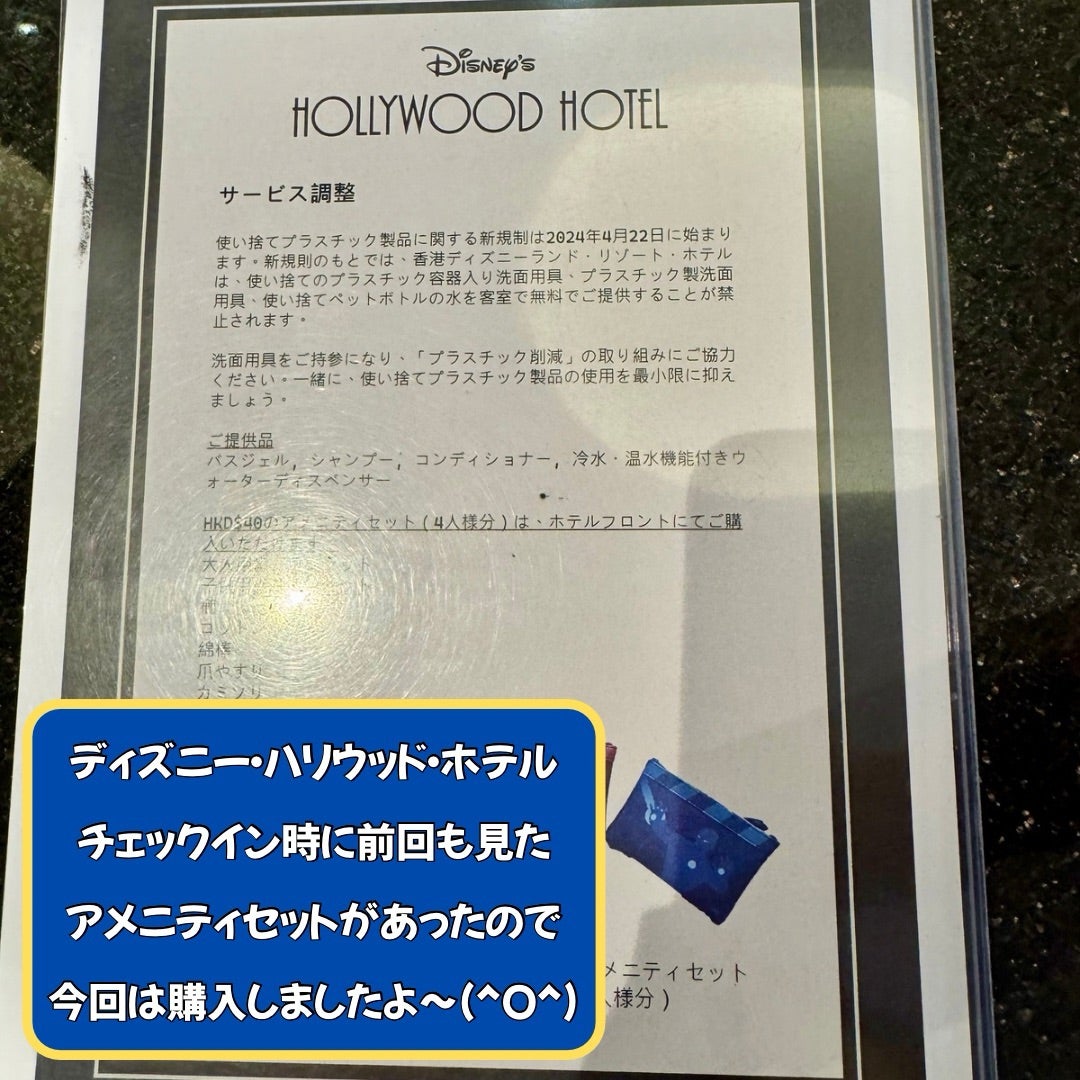 Disney's
HOLLYWOOD HOTEL
サービス調整
使い捨てプラスチック製品に関する新規制は2024年4月22日に始まり
ます。新規則のもとでは、香港ディズニーランド・リゾート・ホテル
は、使い捨てのプラスチック容器入り洗面用具、プラスチック製洗面
用具、使い捨てペットボトルの水を客室で無料でご提供することが禁
止されます。
洗面用具をご持参になり、「プラスチック削減」の取り組みにご協力
ください。一緒に、使い捨てプラスチック製品の使用を最小限に抑え
ましょう。
ご提供品
バスジェル, シャンプー, コンディショナー, 冷水・温水機能付きウ
ォーターディスペンサー
HKD$40のアメニティセット(4人様分)は、ホテルフロントにてご購
入いただけます
大人用
綿棒
爪やすり
カミソリ
メニティセット
人様分)
ディズニー・ハリウッド・ホテル
チェックイン時に前回も見た
アメニティセットがあったので
今回は購入しましたよ～(^O^)